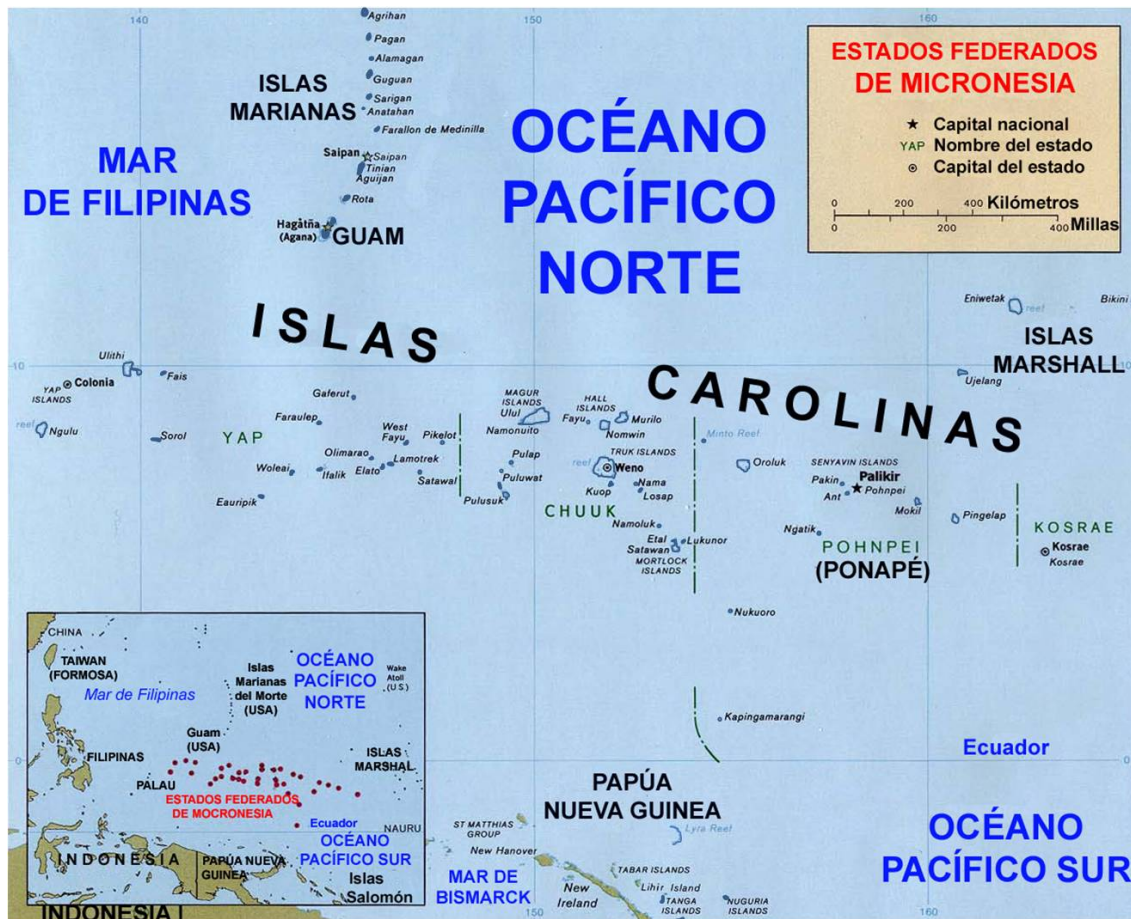 140
150
160
Agrihan
Pagan
Alamagan
Guguan
Sarigan
Anatahan
Farallon de Medinilla
ISLAS
MARIANAS
Saipan
Saipan
Tinian
Aguijan
Rota
Hagåtña
(Agana)
GUAM
MAR
DE FILIPINAS
OCÉANO
PACÍFICO
NORTE
ESTADOS FEDERADOS
DE MICRONESIA
Capital nacional
YAP Nombre del estado
Capital del estado
0 200 400 Kilómetros
0 200 400 Millas
Eniwetak
reef
Bikini
ISLAS
MARSHALL
Ujelang
ISLAS
CAROLINAS
10
Ulithi
Colonia
YAP
ISLANDS
Fais
reef
Ngulu
Sorol
YAP
Gaferut
Faraulep
West
Fayu
Pikelot
Olimarao
Lamotrek
Woleai
Ifalik
Elato
Satawal
Eauripik
MAGUR
ISLANDS
Ulul
Namonuito
Pulap
Puluwat
Pulusuk
HALL
ISLANDS
Fayu
Murilo
Nomwin
TRUK ISLANDS
reef
Weno
Kuop
Nama
Losap
CHUUK
Namoluk
Etal
Lukunor
Satawan
MORTLOCK
ISLANDS
Minto Reef
Oroluk
SENYAVIN ISLANDS
Palikir
Pakin
Pohnpei
Ant
Mokil
Ngatik
Pingelap
POHNPEI
(PONAPÉ)
KOSRAE
Kosrae
Kosrae
Nukuoro
Kapingamarangi
0
Ecuador
PAPÚA
NUEVA GUINEA
OCÉANO
PACÍFICO SUR
Lyra Reef
ST MATTHIAS
GROUP
New Hanover
MAR DE
BISMARCK
New
Ireland
TABAR ISLANDS
Lihir Island
TANGA
ISLANDS
NUGURIA
ISLANDS
150
160
CHINA
TAIWAN
(FORMOSA)
Mar de Filipinas
Islas
Marianas
del Morte
(USA)
OCÉANO
PACÍFICO
NORTE
Wake
Atoll
(U.S.)
Guam
(USA)
FILIPINAS
PALAU
ISLAS
MARSHAL
ESTADOS FEDERADOS
DE MOCRONESIA
Ecuador
NAURU
OCÉANO
PACÍFICO SUR
INDONESIA
PAPÚA NUEVA
GUINEA
Islas
Salomón
INDONESIA